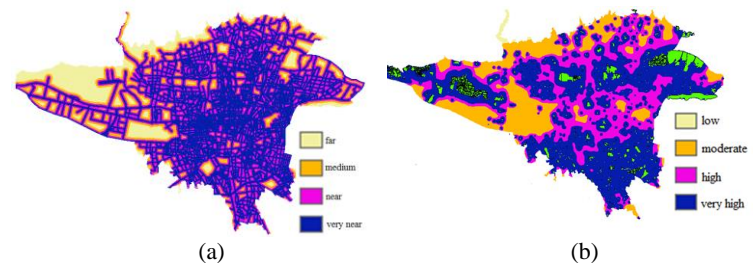 far
medium
near
very near
(a)
low
moderate
high
very high
(b)